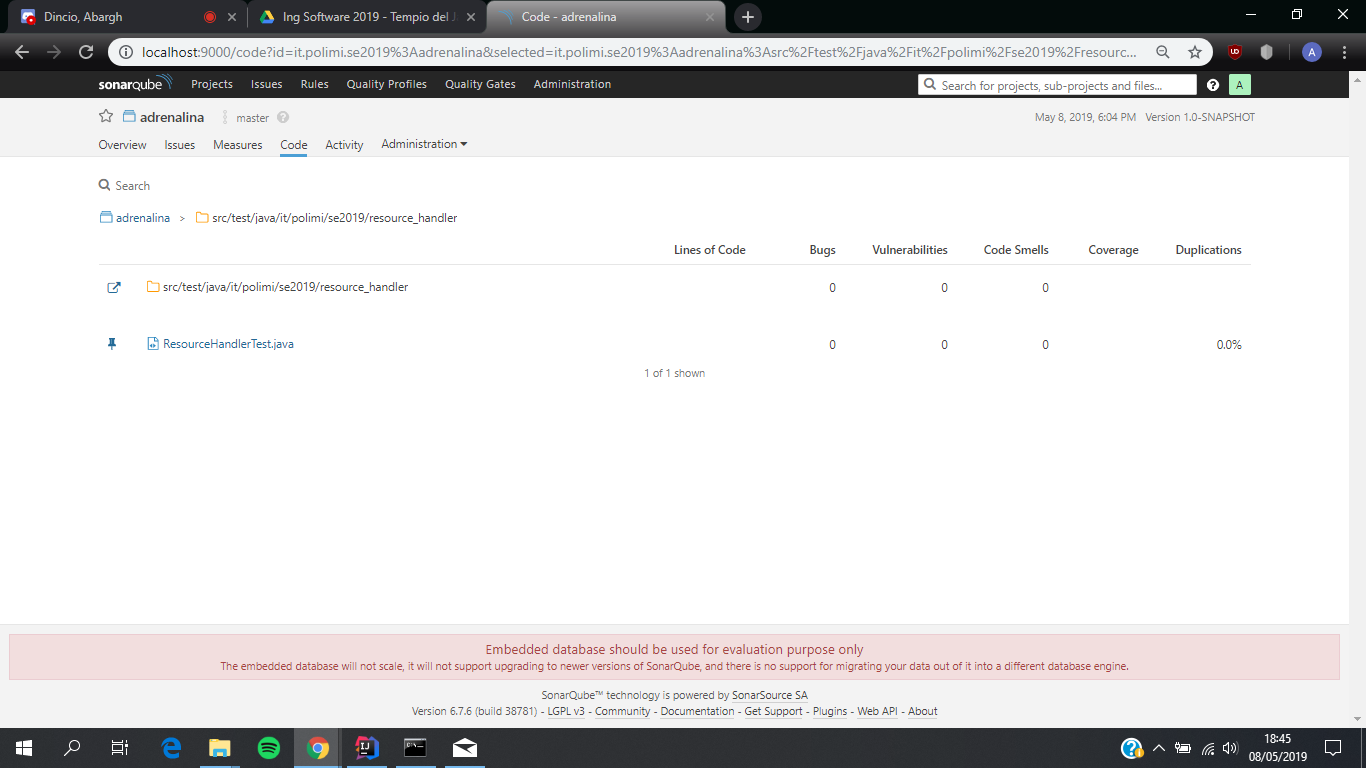 Dincio, Abargh
Ing Software 2019 - Tempio del J
Code - adrenalina
localhost:9000/code?id=it.polimi.se2019%3Aadrenalina&selected=it.polimi.se2019%3Aadrenalina%3Asrc%2Ftest%2Fjava%2Fit%2Fpolimi%2Fse2019%2Fresourc...
A
sonarqube Projects Issues Rules Quality Profiles Quality Gates Administration
Search for projects, sub-projects and files...
A
adrenalina master
May 8, 2019, 6:04 PM Version 1.0-SNAPSHOT
Overview Issues Measures Code Activity Administration
Search
adrenalina > src/test/java/it/polimi/se2019/resource_handler
Lines of Code Bugs Vulnerabilities Code Smells Coverage Duplications
src/test/java/it/polimi/se2019/resource_handler 0 0 0
ResourceHandlerTest.java 0 0 0 0.0%
1 of 1 shown
Embedded database should be used for evaluation purpose only
The embedded database will not scale, it will not support upgrading to newer versions of SonarQube, and there is no support for migrating your data out of it into a different database engine.
SonarQube™ technology is powered by SonarSource SA
Version 6.7.6 (build 38781) - LGPL v3 - Community - Documentation - Get Support - Plugins - Web API - About
18:45
08/05/2019